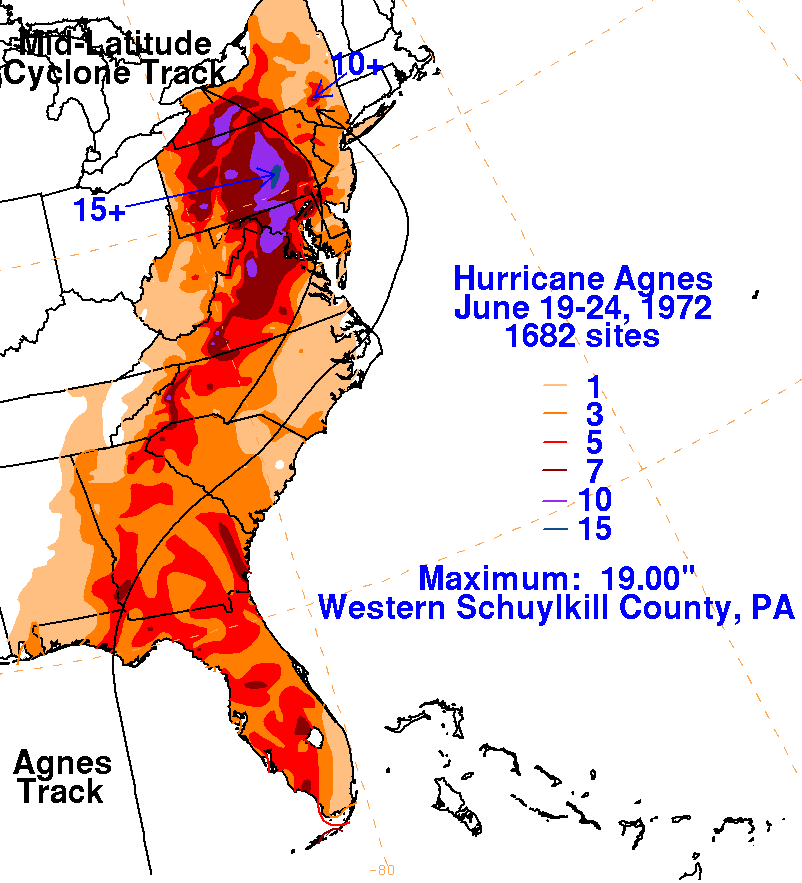 Mid-Latitude
Cyclone Track
10+
15+
Hurricane Agnes
June 19-24, 1972
1682 sites
1
3
5
7
10
15
Maximum: 19.00"
Western Schuylkill County, PA
Agnes
Track
-80